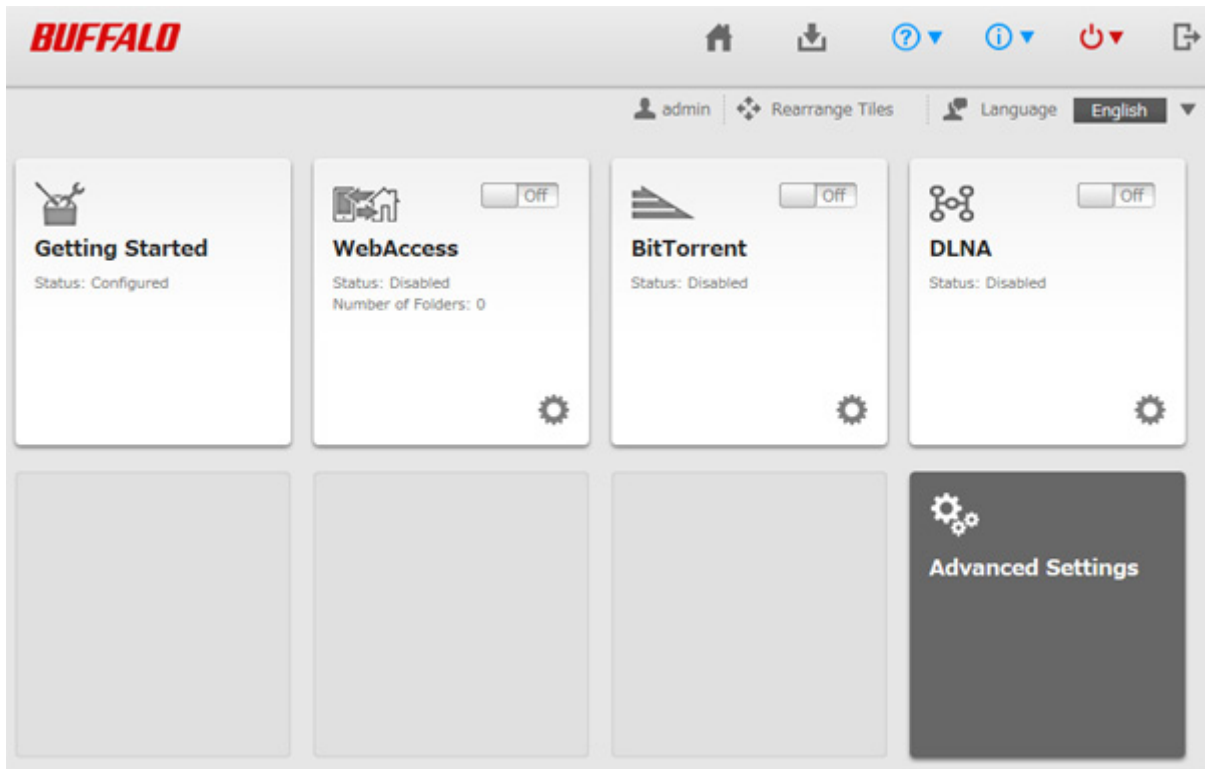 BUFFALO
admin Rearrange Tiles Language English
Getting Started
Status: Configured
Off
WebAccess
Status: Disabled
Number of Folders: 0
Off
BitTorrent
Status: Disabled
Off
DLNA
Status: Disabled
Advanced Settings